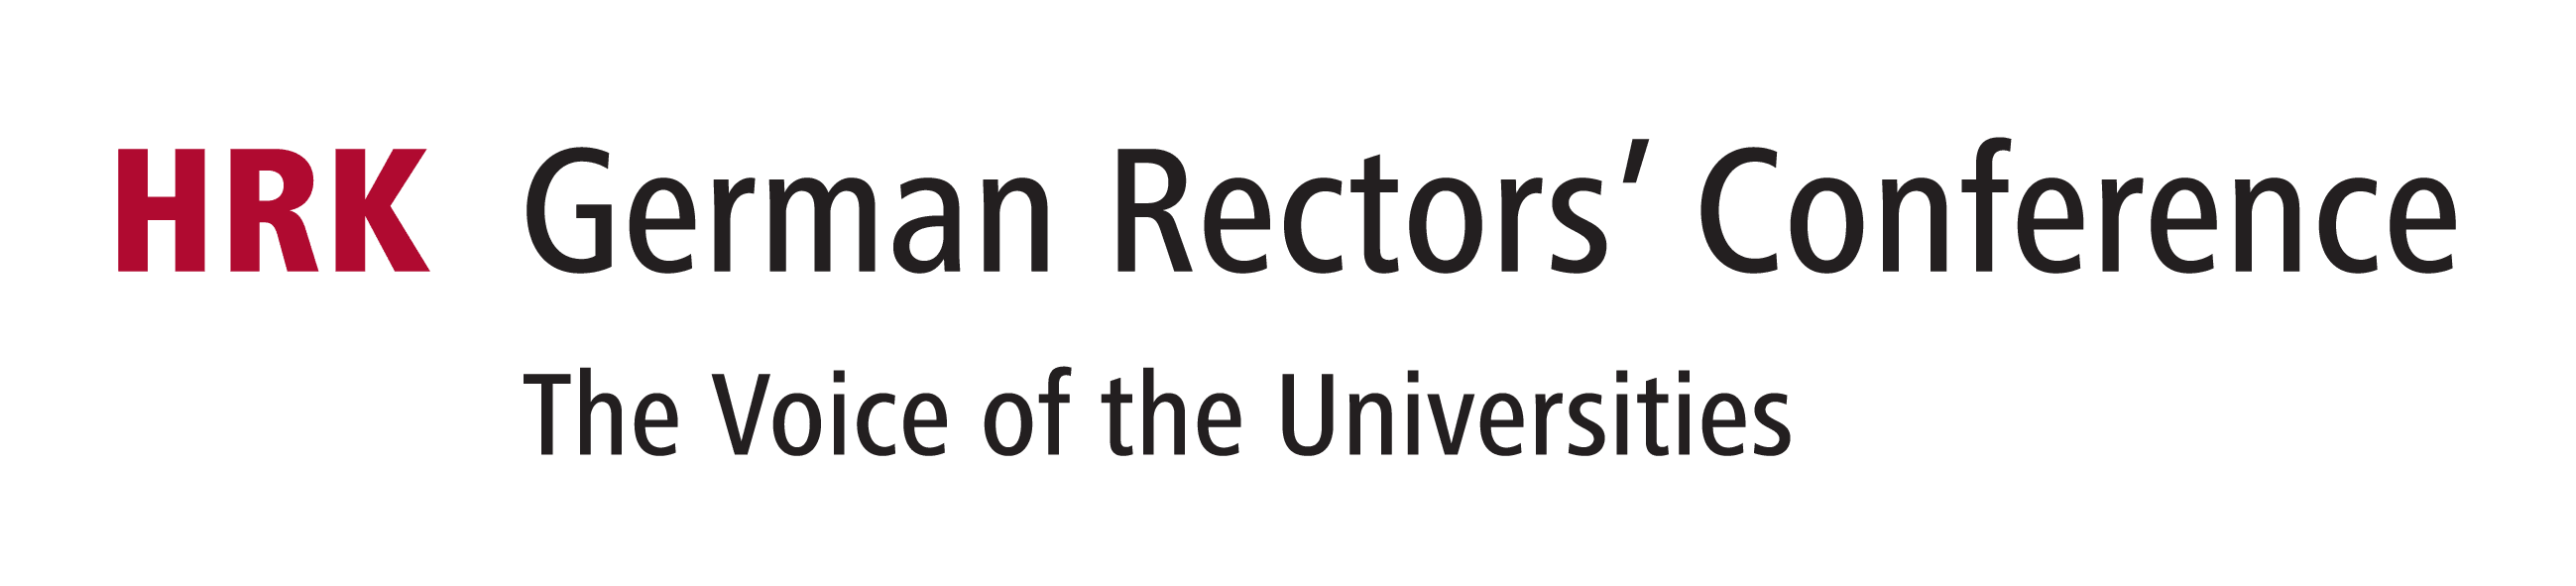 HRK German Rectors’ Conference
The Voice of the Universities